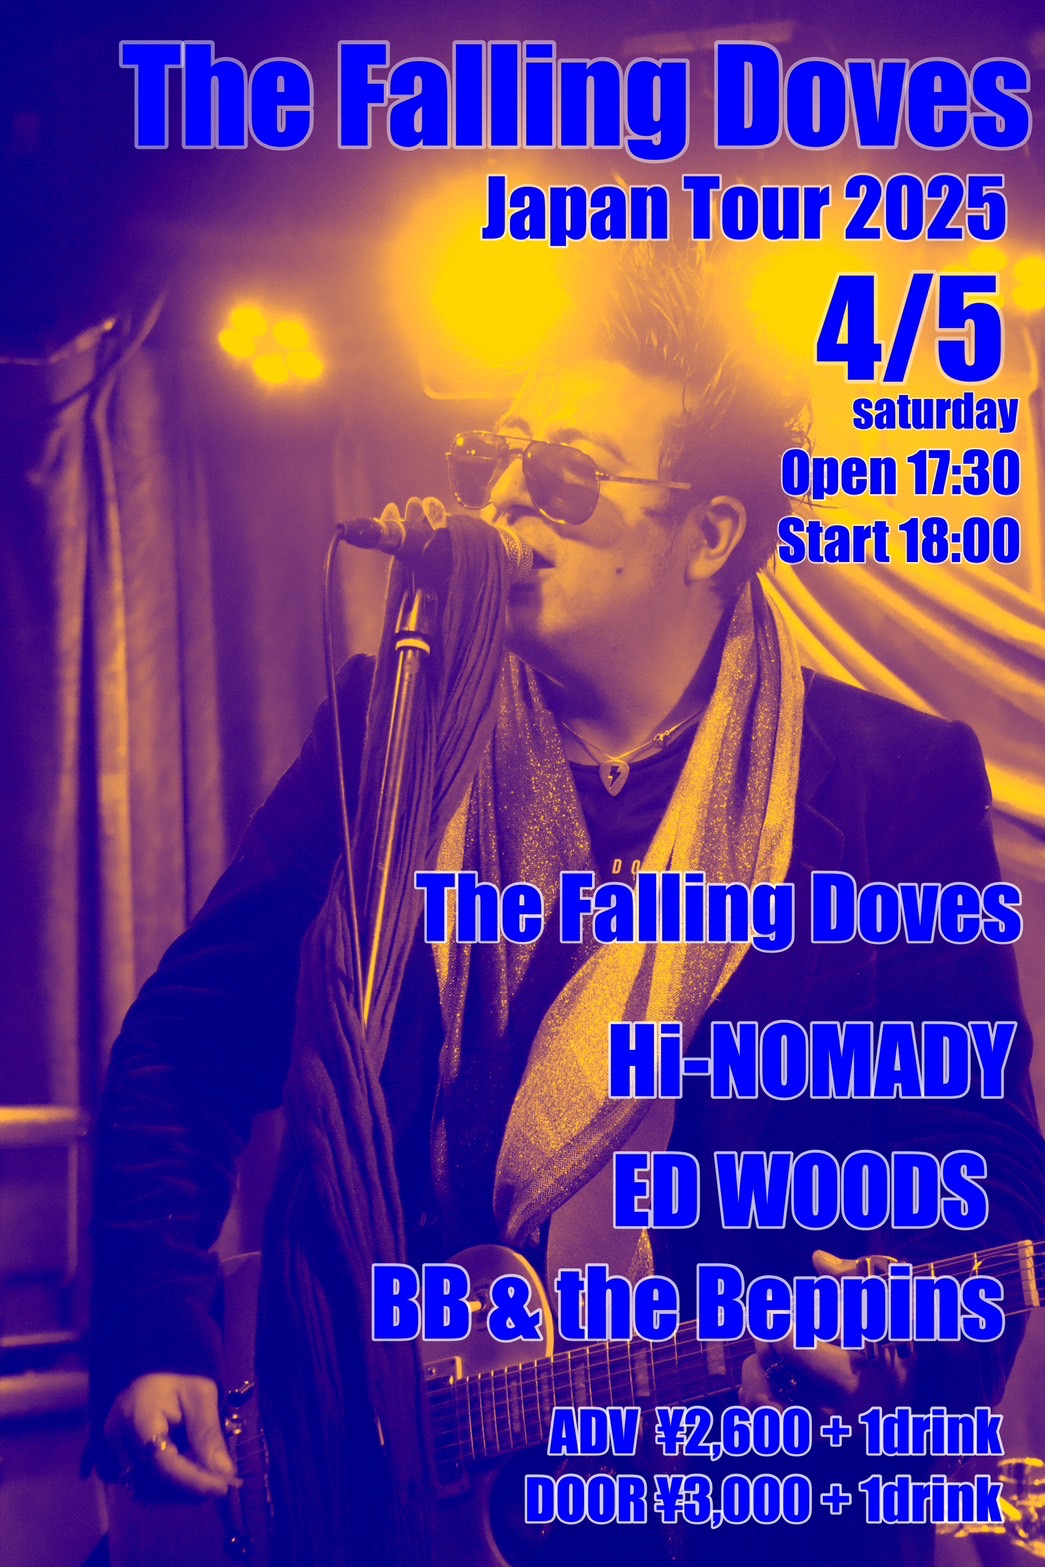 The Falling Doves
Japan Tour 2025
4/5
saturday
Open 17:30
Start 18:00
DO
The Falling Doves
Hi-NOMADY
ED WOODS
BB & the Beppins
ADV ¥2,600 + 1drink
DOOR ¥3,000 + 1drink